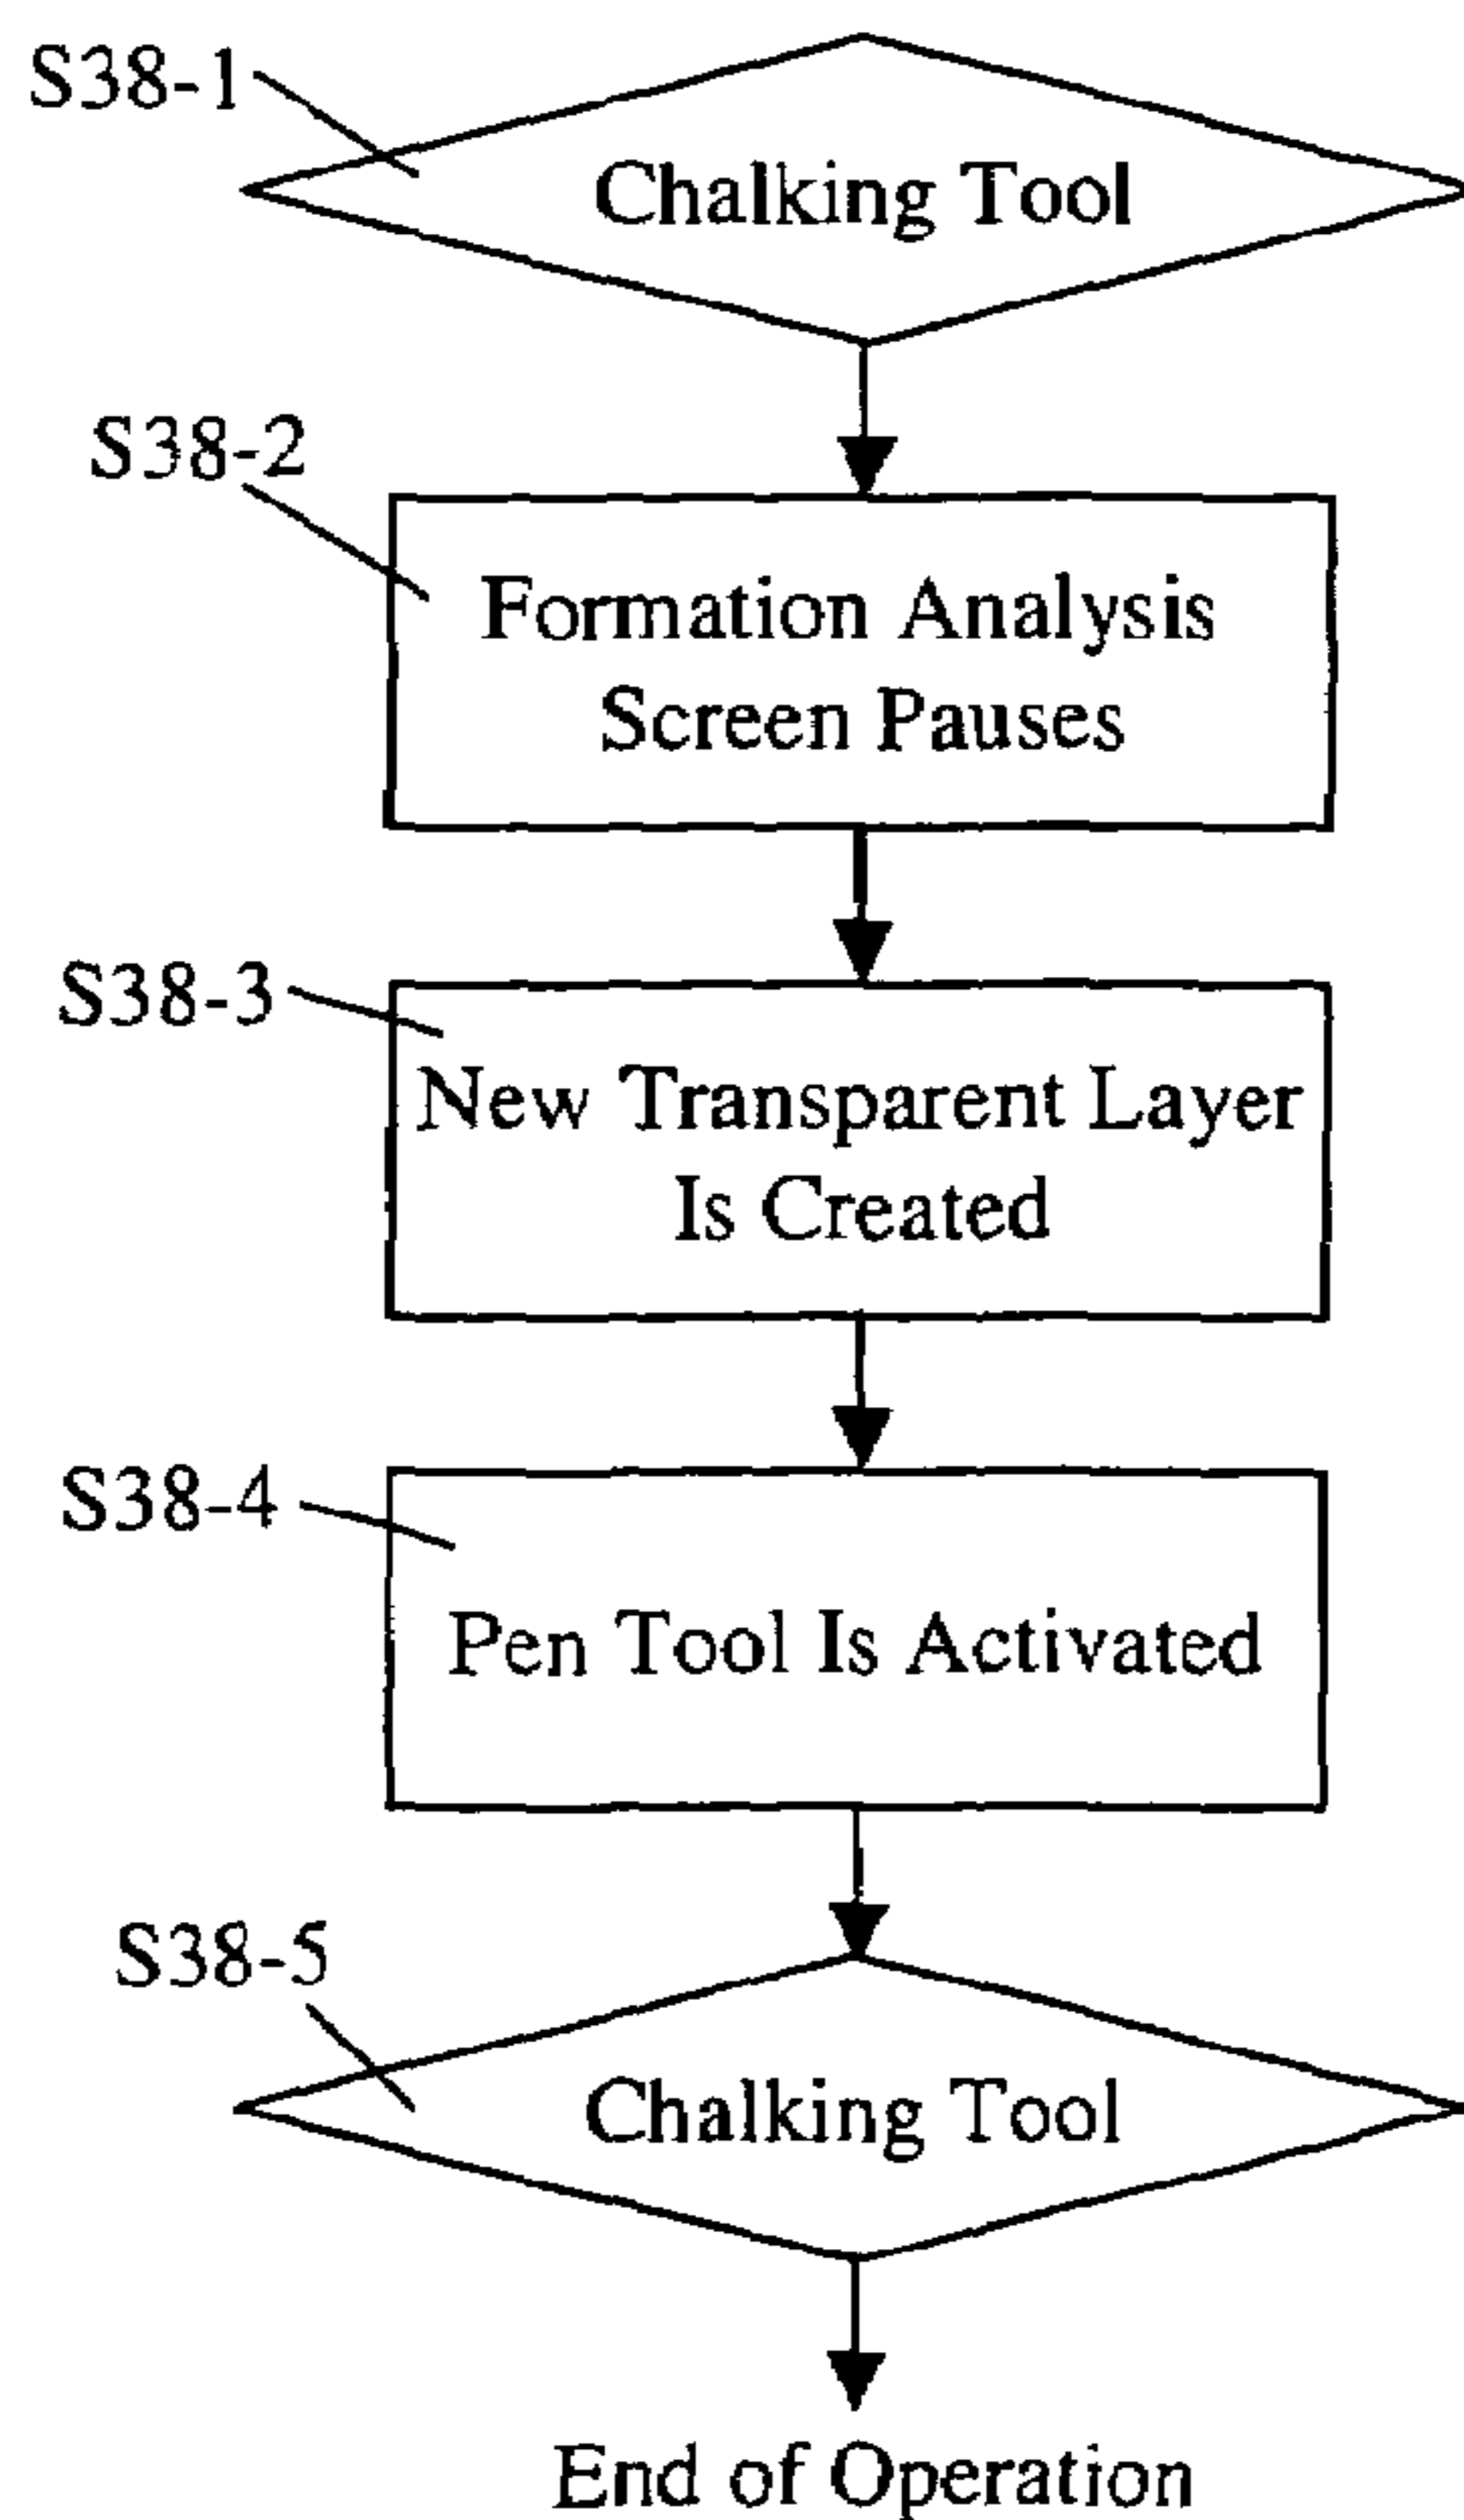 S38-1
Chalking Tool
S38-2
Formation Analysis
Screen Pauses
S38-3
New Transparent Layer
Is Created
S38-4
Pen Tool Is Activated
S38-5
Chalking Tool
End of Operation